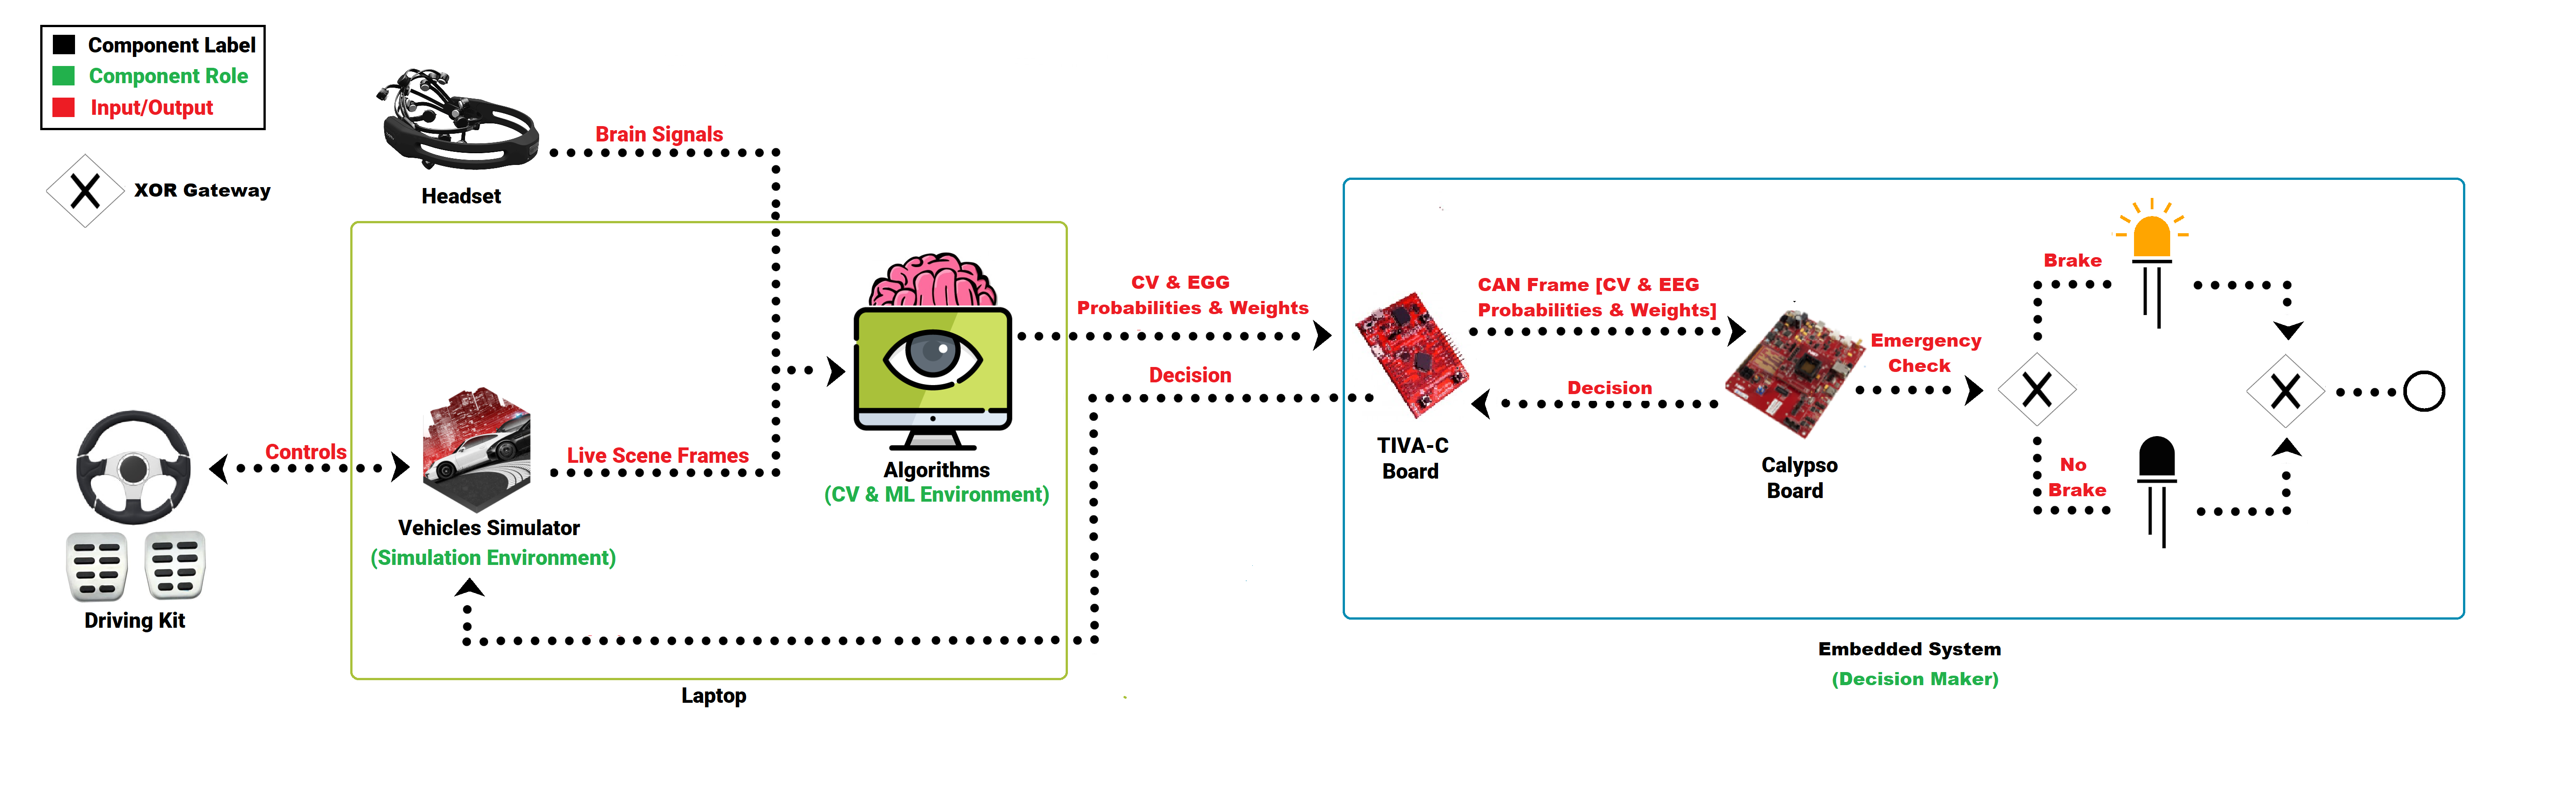 Component Label
Component Role
Input/Output
XOR Gateway
Headset
Brain Signals
Controls
Driving Kit
Live Scene Frames
Vehicles Simulator
(Simulation Environment)
Algorithms
(CV & ML Environment)
Laptop
CV & EGG
Probabilities & Weights
Decision
TIVA-C
Board
CAN Frame [CV & EEG
Probabilities & Weights]
Decision
Calypso
Board
Emergency
Check
Brake
No
Brake
Embedded System
(Decision Maker)